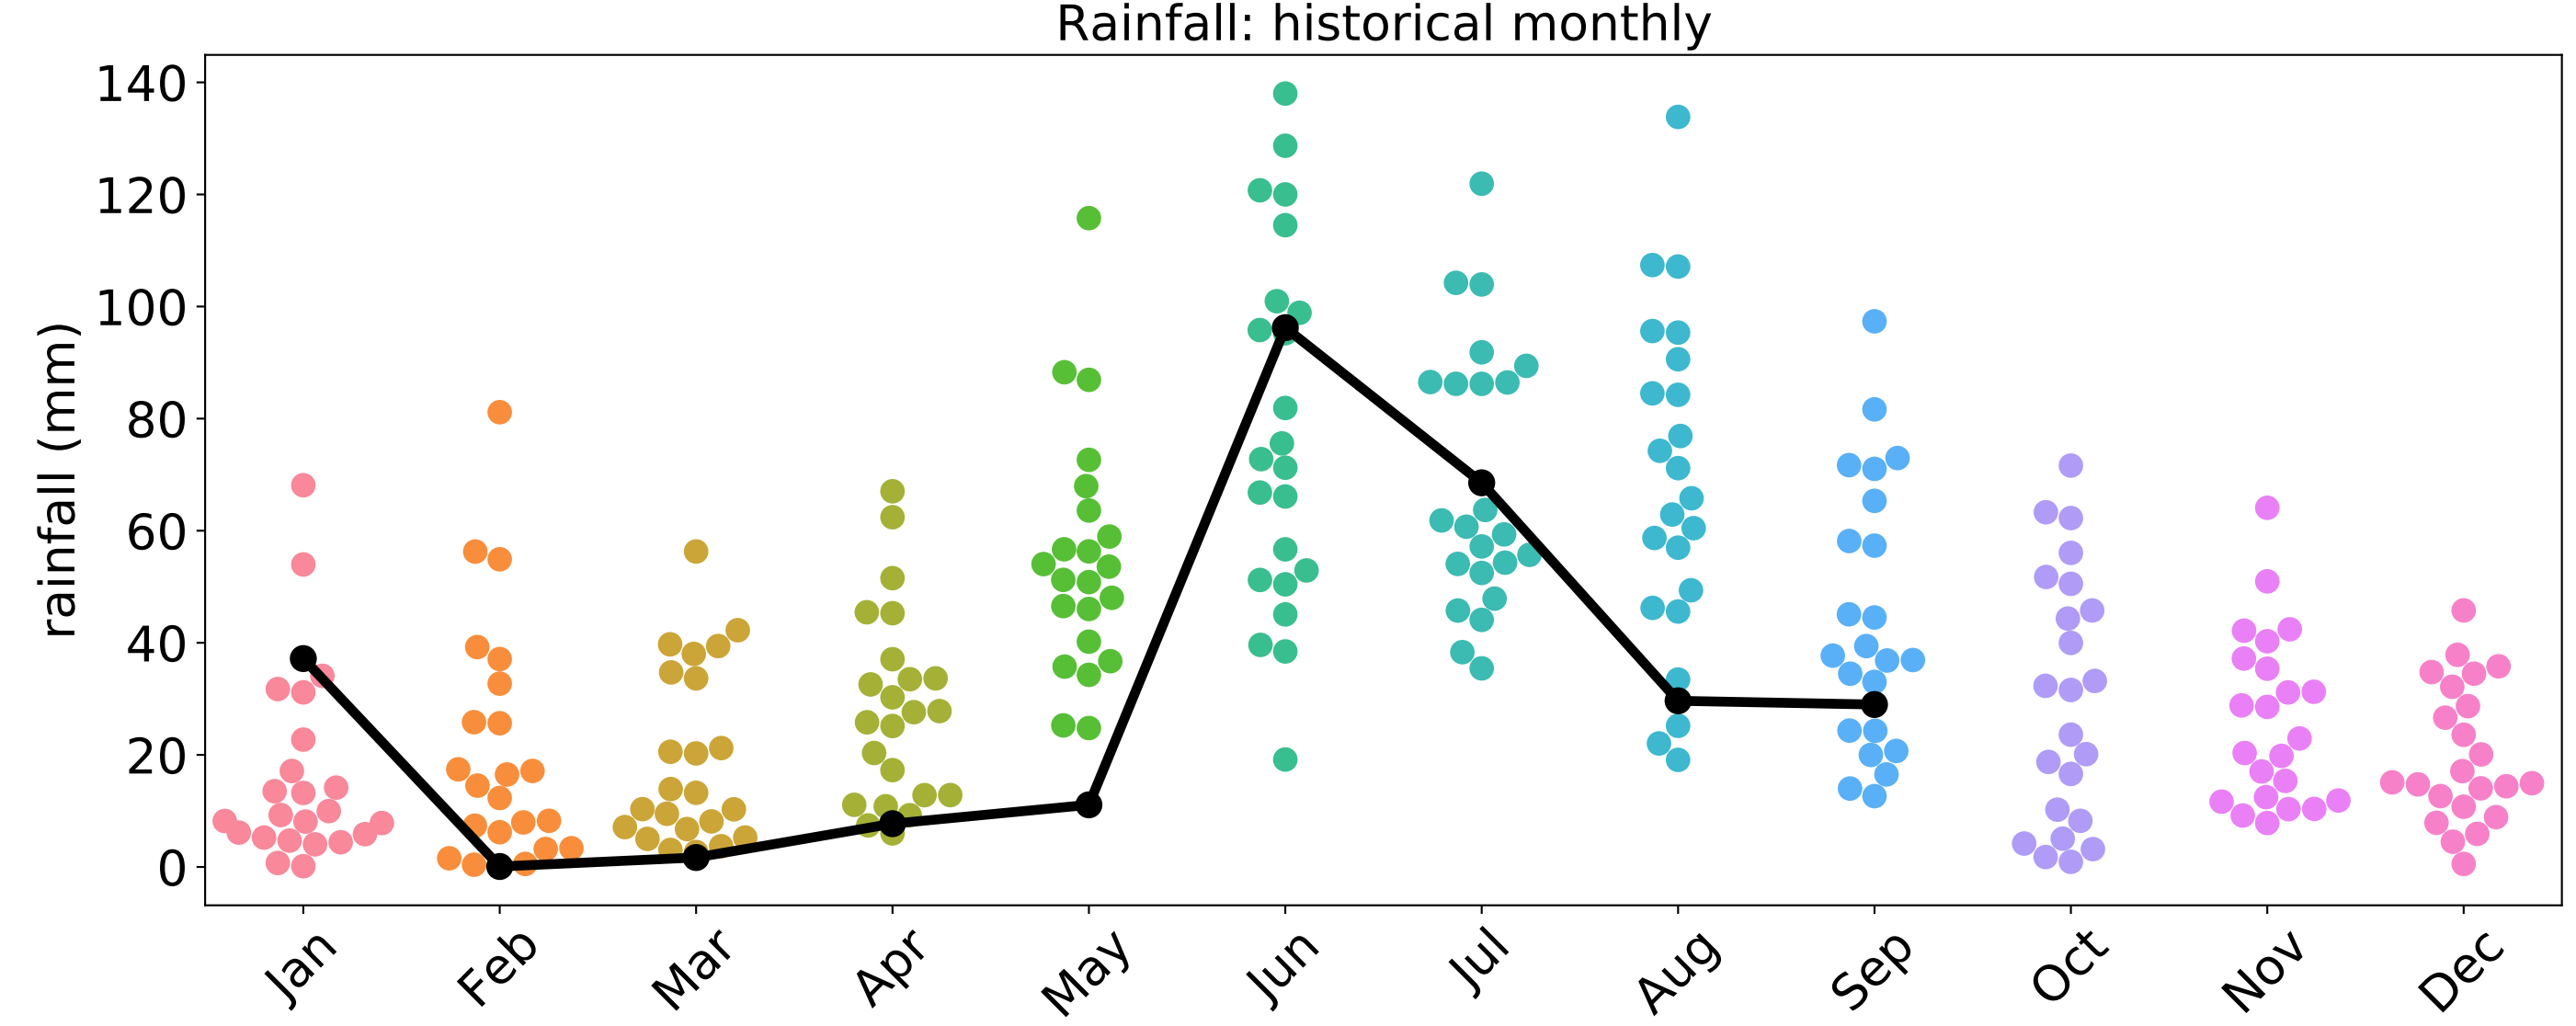 Rainfall: historical monthly
rainfall (mm)
140
120
100
80
60
40
20
0
Jan
Feb
Mar
Apr
May
Jun
Jul
Aug
Sep
Oct
Nov
Dec